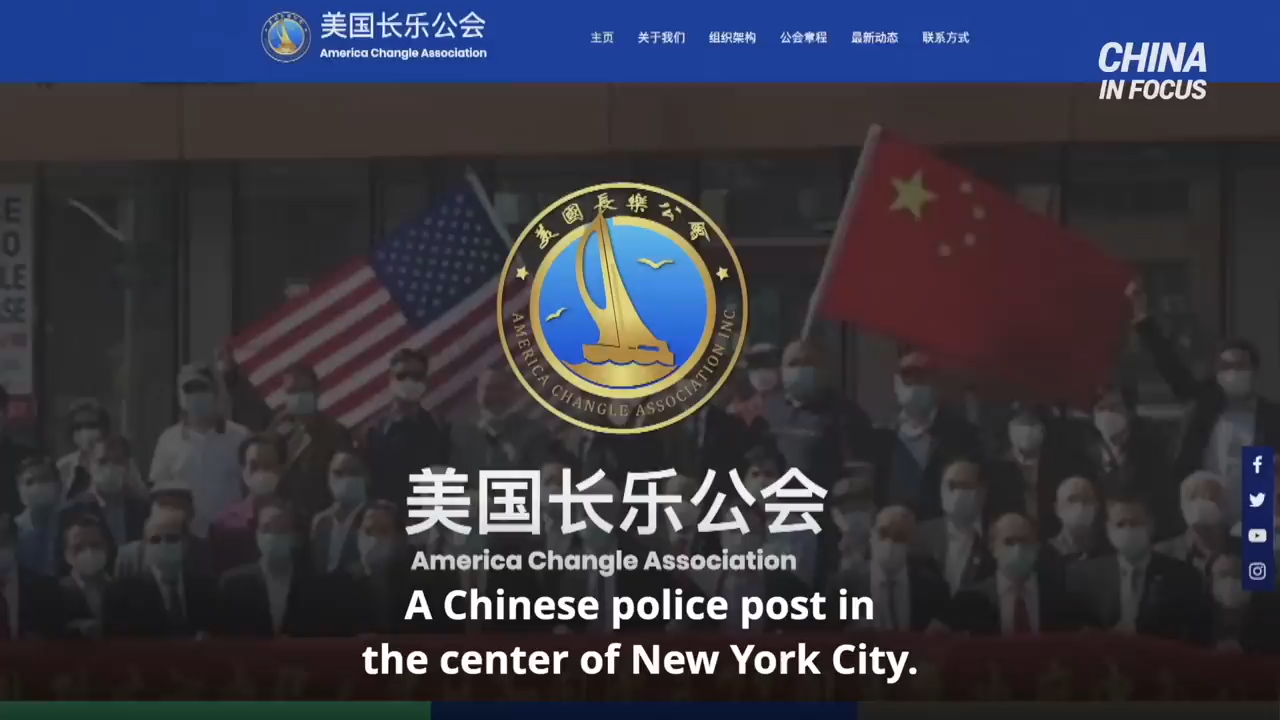 美国长乐公会
America Changle Association
主页 关于我们 组织架构 公会章程 最新动态 联系方式
CHINA
IN FOCUS
美國長樂公會
AMERICA CHANGLE ASSOCIATION INC
美国长乐公会
America Changle Association
A Chinese police post in
the center of New York City.